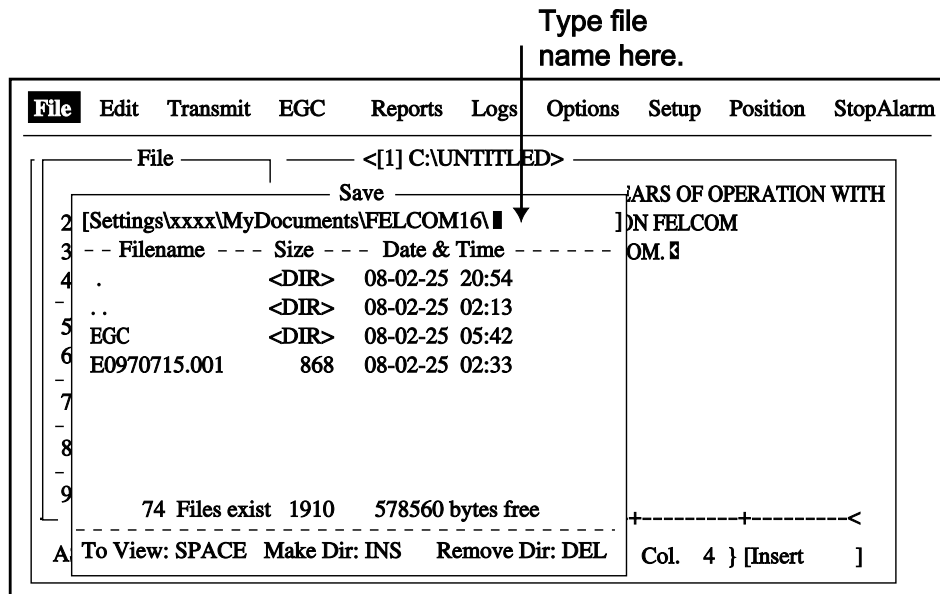 Type file
name here.
File Edit Transmit EGC Reports Logs Options Setup Position StopAlarm
File <[1] C:\UNTITLED>
Save
ARS OF OPERATION WITH
2 [Settings\xxxx\MyDocuments\FELCOM16\ ] ON FELCOM
3 - - Filename - - - Size - - - Date & Time - - - - - - OM.
4 . <DIR> 08-02-25 20:54
. . <DIR> 08-02-25 02:13
5 EGC <DIR> 08-02-25 05:42
6 E0970715.001 868 08-02-25 02:33
7
8
9
74 Files exist 1910 578560 bytes free
+----------+----------<
A To View: SPACE Make Dir: INS Remove Dir: DEL Col. 4 } [Insert ]